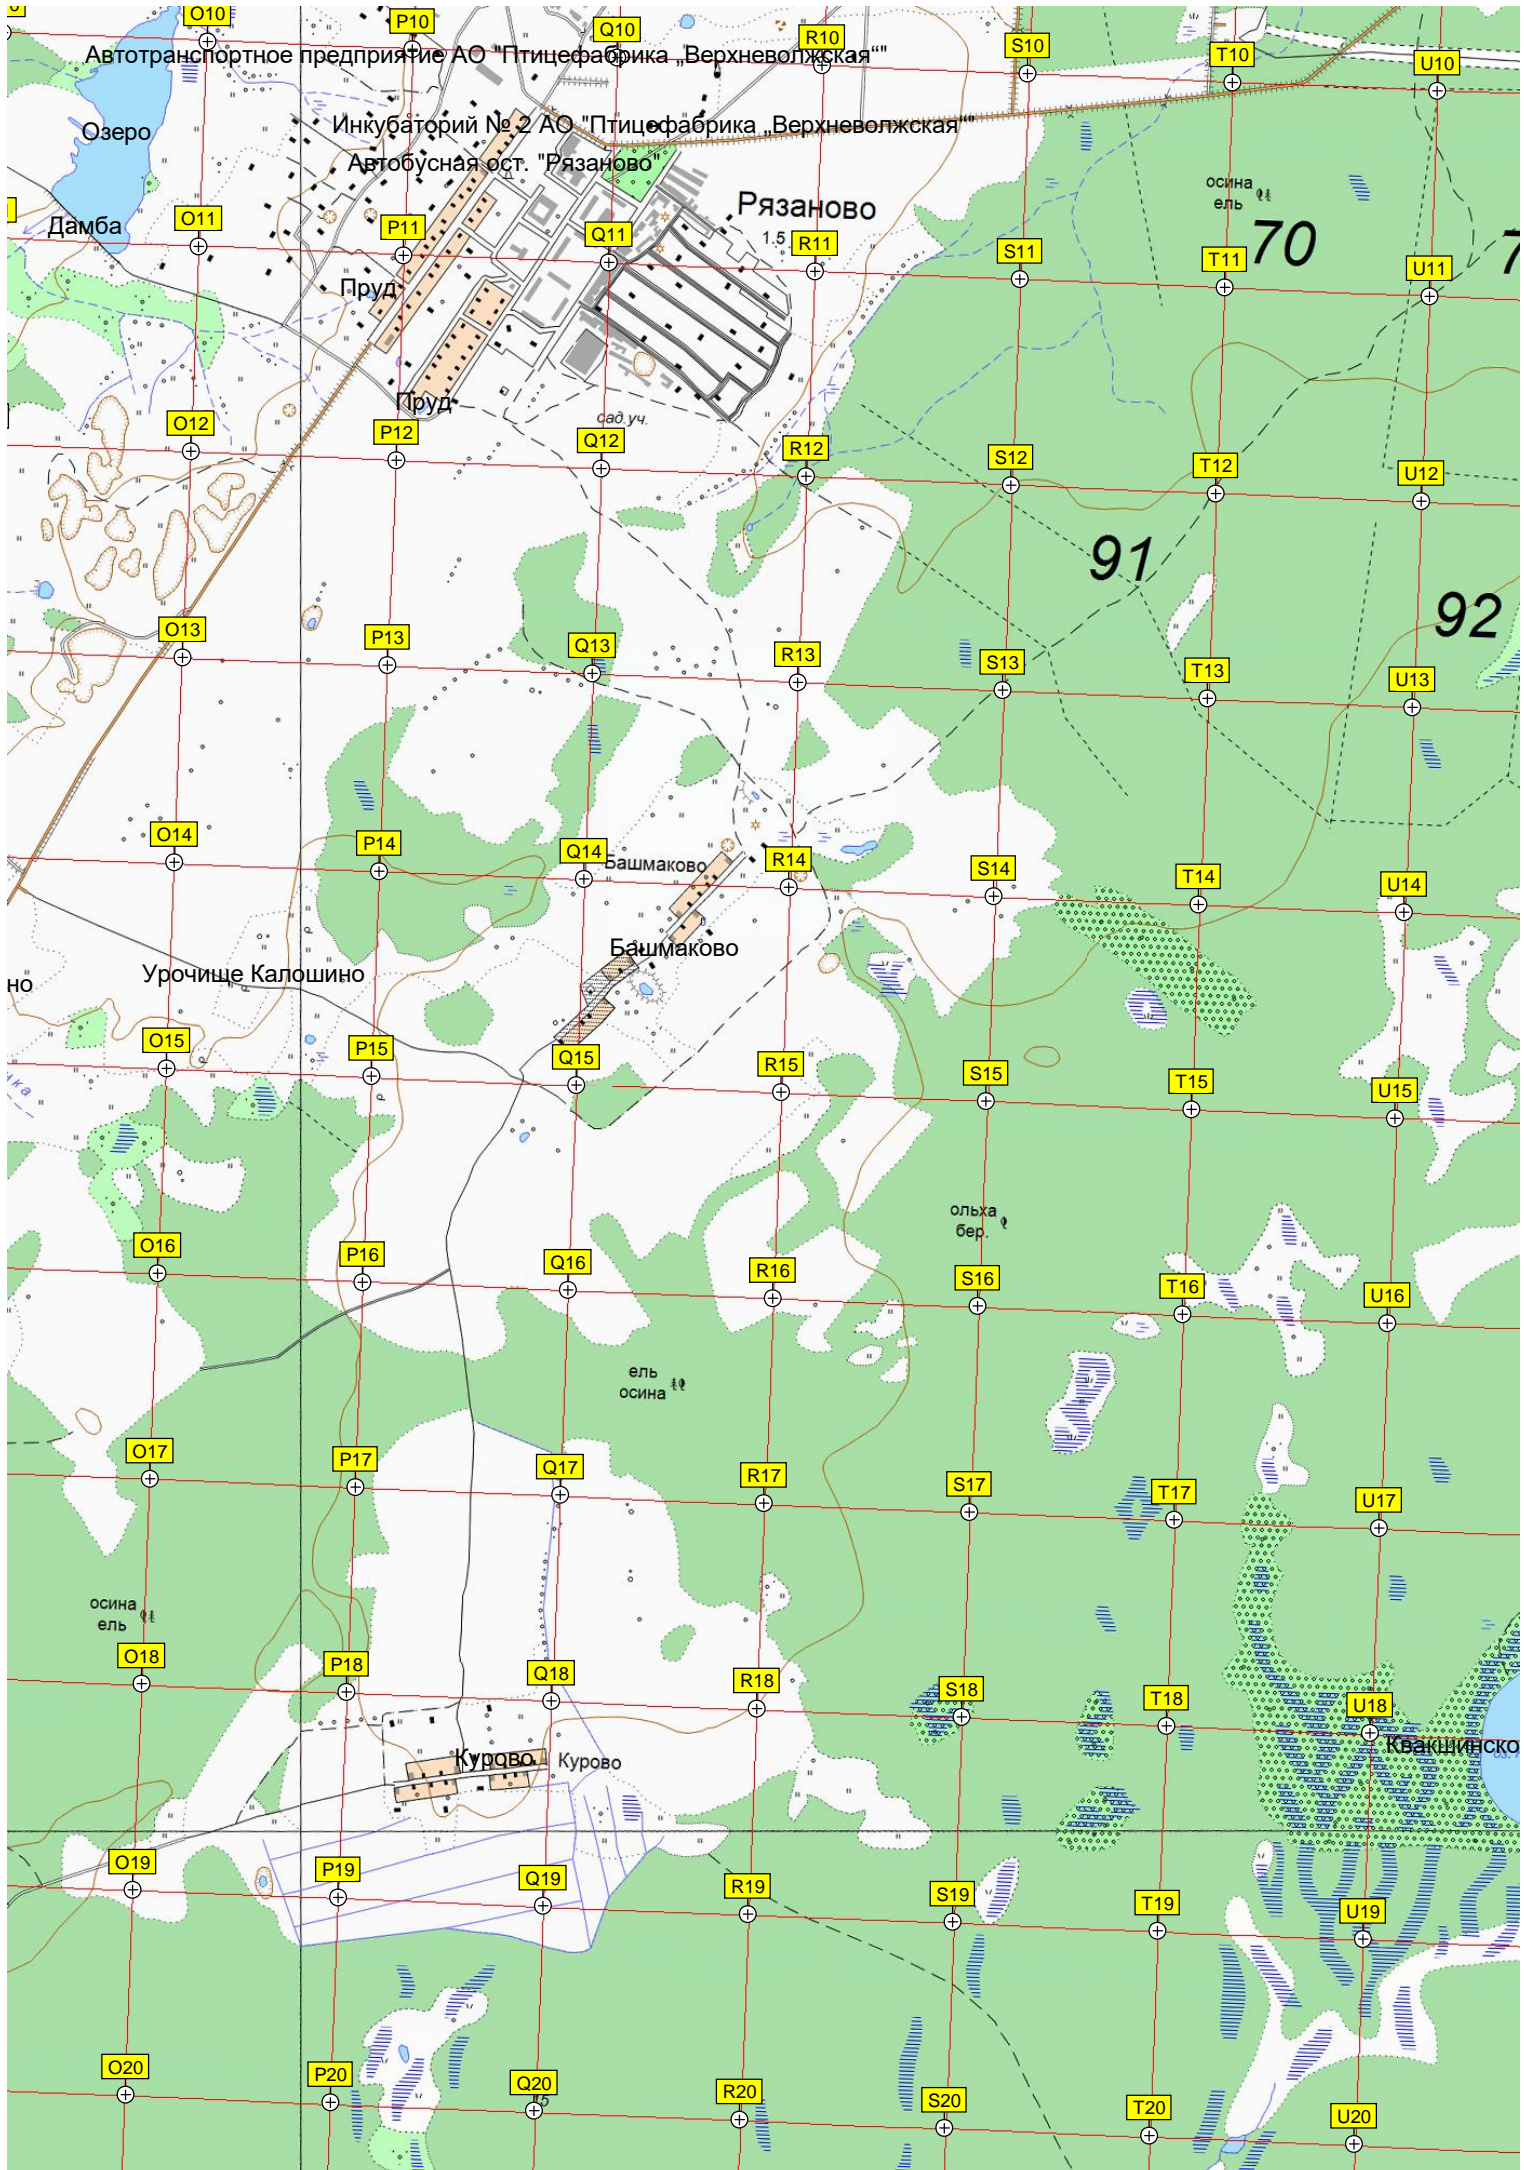 O10
P10
Q10
R10
S10
T10
U10
Автотранспортное предприятие АО "Птицефабрика „Верхневолжская“"
Озеро
Инкубаторий № 2 АО "Птицефабрика „Верхневолжская“"
Автобусная ост. "Рязаново"
осина
ель
Рязаново
1.5
Дамба
O11
P11
Q11
R11
S11
T11
70
U11
7
Пруд
Пруд
сад.уч.
O12
P12
Q12
R12
S12
T12
U12
91
92
O13
P13
Q13
R13
S13
T13
U13
O14
P14
Q14
Башмаково
R14
S14
T14
U14
Башмаково
Урочище Калошино
но
O15
P15
Q15
R15
S15
T15
U15
ольха
бер.
O16
P16
Q16
R16
S16
T16
U16
ель
осина
O17
P17
Q17
R17
S17
T17
U17
осина
ель
O18
P18
Q18
R18
S18
T18
U18
Квакшинско
Курово
Курово
O19
P19
Q19
R19
S19
T19
U19
O20
P20
Q20
R20
S20
T20
U20